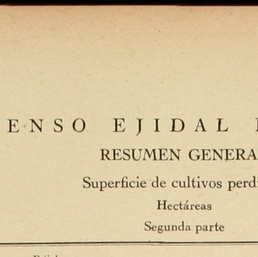 ENSO EJIDAL
RESUMEN GENERA
Superficie de cultivos perdi
Hectáreas
Segunda parte